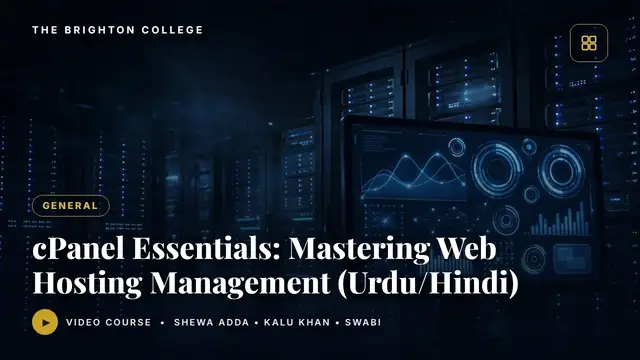 THE BRIGHTON COLLEGE
GENERAL
cPanel Essentials: Mastering Web
Hosting Management (Urdu/Hindi)
VIDEO COURSE • SHEWA ADDA • KALU KHAN • SWABI